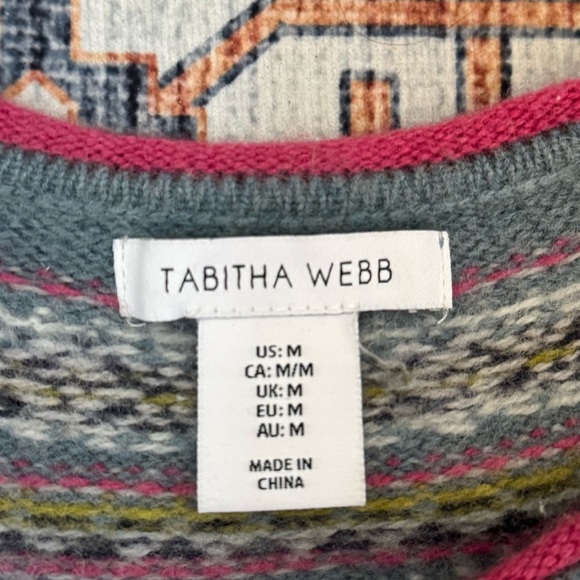 TABITHA WEBB
US: M
CA: M/M
UK: M
EU: M
AU: M
MADE IN
CHINA